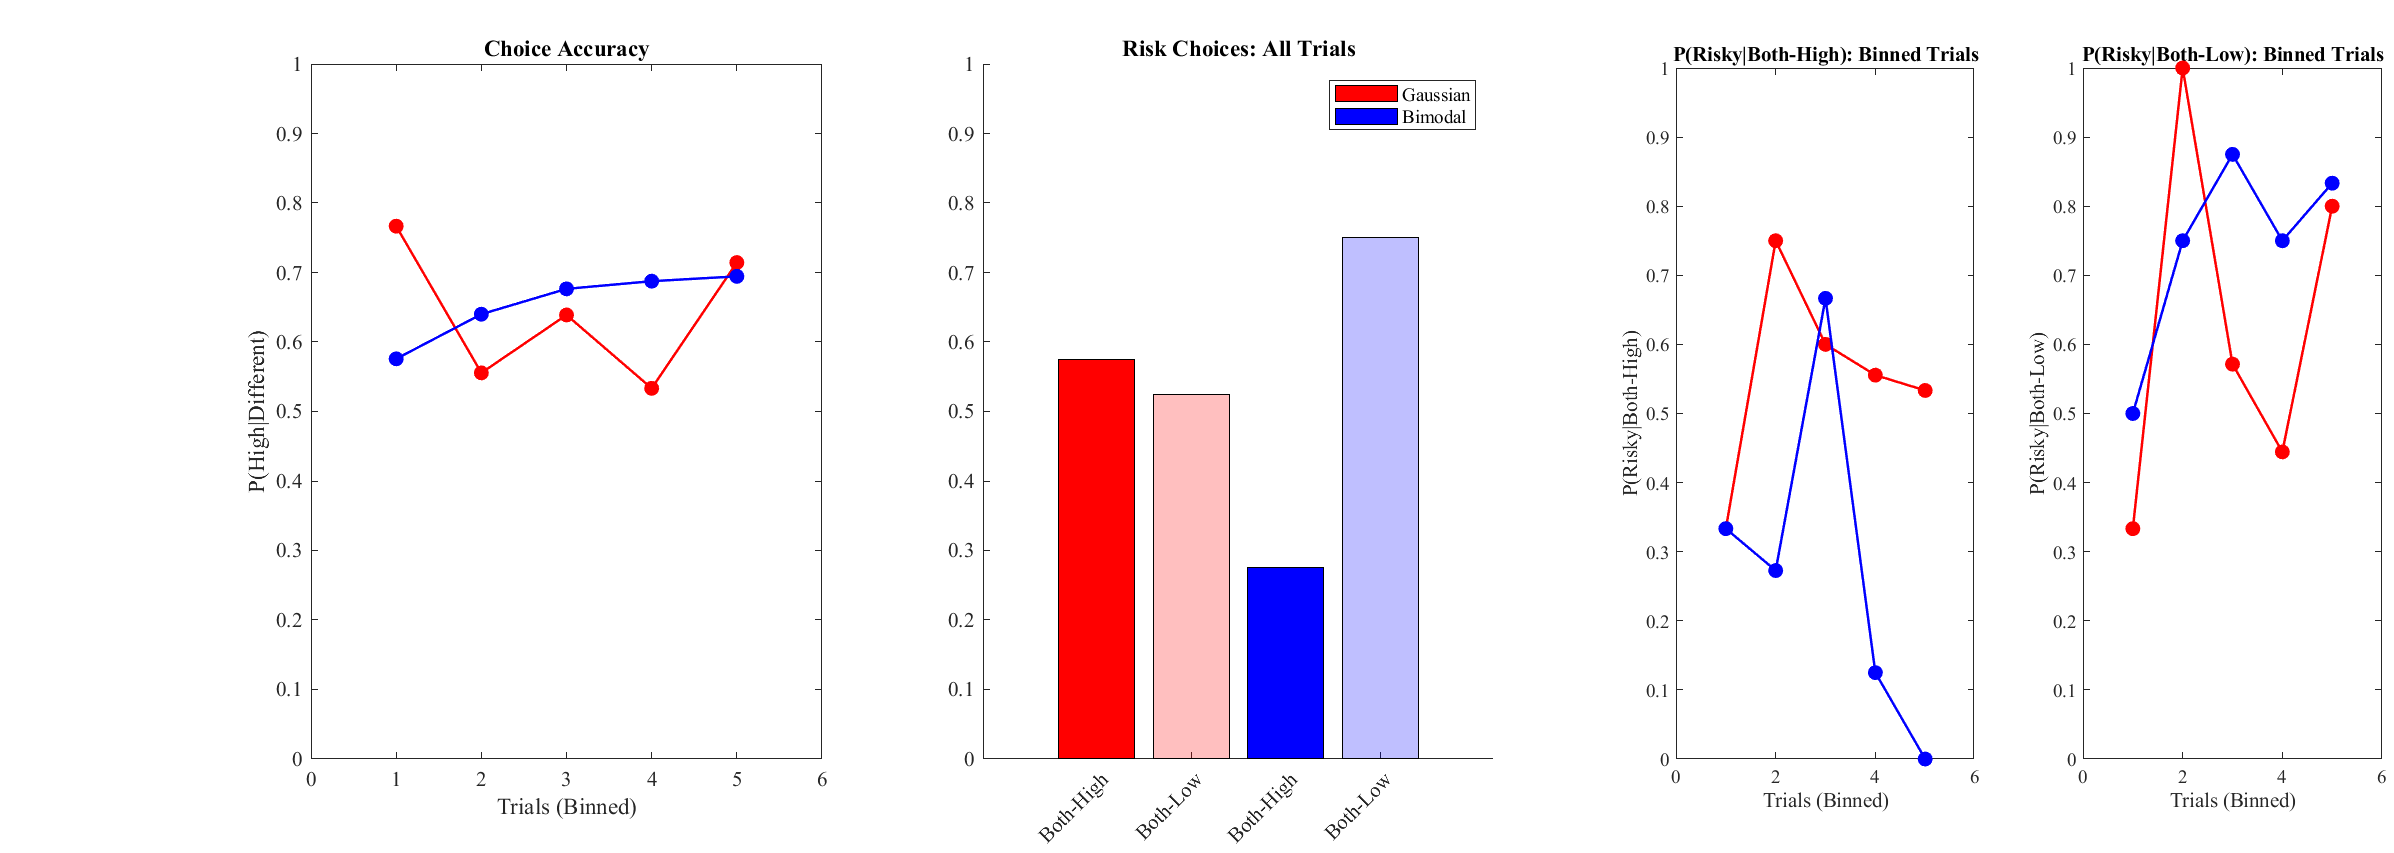 Choice Accuracy
1
0.9
0.8
0.7
0.6
0.5
0.4
0.3
0.2
0.1
0
P(High|Different)
0 1 2 3 4 5 6
Trials (Binned)
Risk Choices: All Trials
1
0.9
0.8
0.7
0.6
0.5
0.4
0.3
0.2
0.1
0
Gaussian
Bimodal
Both-High
Both-Low
Both-High
Both-Low
P(Risky|Both-High): Binned Trials
1
0.9
0.8
0.7
0.6
0.5
0.4
0.3
0.2
0.1
0
P(Risky|Both-High)
0 2 4 6
Trials (Binned)
P(Risky|Both-Low): Binned Trials
1
0.9
0.8
0.7
0.6
0.5
0.4
0.3
0.2
0.1
0
P(Risky|Both-Low)
0 2 4 6
Trials (Binned)